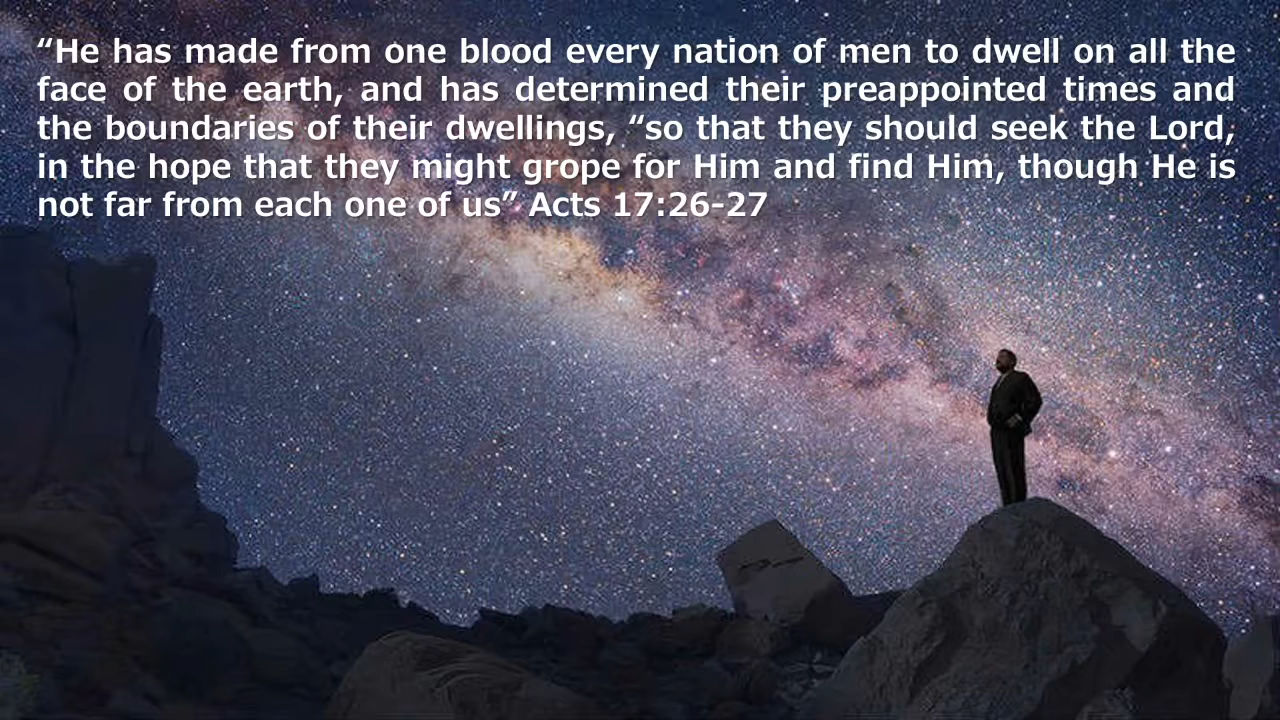 “He has made from one blood every nation of men to dwell on all the
face of the earth, and has determined their preappointed times and
the boundaries of their dwellings, “so that they should seek the Lord,
in the hope that they might grope for Him and find Him, though He is
not far from each one of us” Acts 17:26-27